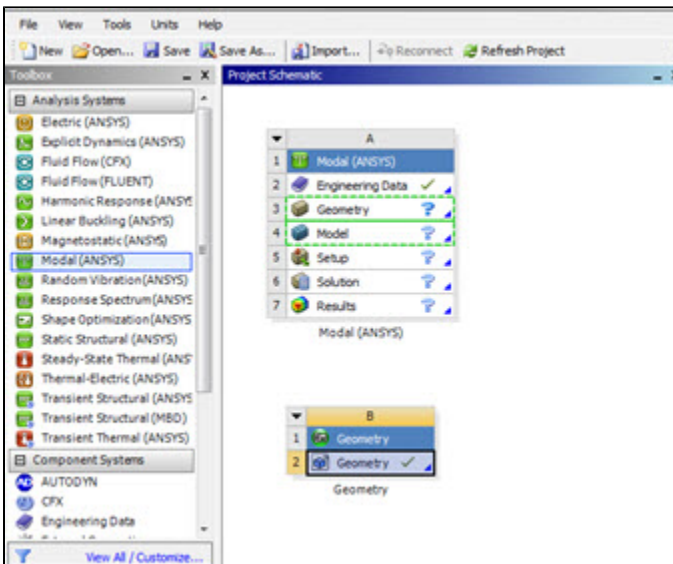 File View Tools Units Help
New Open... Save Save As... Import... Reconnect Refresh Project
Toolbox
Analysis Systems
Electric (ANSYS)
Explicit Dynamics (ANSYS)
Fluid Flow (CFX)
Fluid Flow (FLUENT)
Harmonic Response (ANSYS
Linear Buckling (ANSYS)
Magnetostatic (ANSYS)
Modal (ANSYS)
Random Vibration (ANSYS)
Response Spectrum (ANSYS
Shape Optimization (ANSYS
Static Structural (ANSYS)
Steady-State Thermal (ANS
Thermal-Electric (ANSYS)
Transient Structural (ANSYS
Transient Structural (MBD)
Transient Thermal (ANSYS)
Component Systems
AUTODYN
CFX
Engineering Data
View All / Customize...
Project Schematic
A
1 Modal (ANSYS)
2 Engineering Data
3 Geometry ?
4 Model ?
5 Setup ?
6 Solution ?
7 Results ?
Modal (ANSYS)
B
1 Geometry
2 Geometry
Geometry